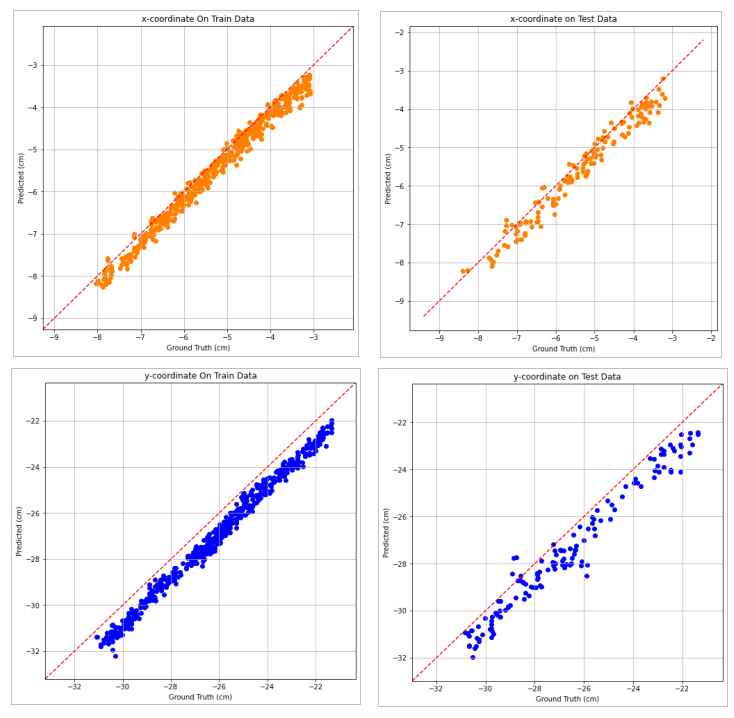 x-coordinate On Train Data
−3
−4
−5
−6
−7
−8
−9
Predicted (cm)
−9 −8 −7 −6 −5 −4 −3
Ground Truth (cm)
x-coordinate on Test Data
−2
−3
−4
−5
−6
−7
−8
−9
Predicted (cm)
−9 −8 −7 −6 −5 −4 −3 −2
Ground Truth (cm)
y-coordinate On Train Data
−22
−24
−26
−28
−30
−32
Predicted (cm)
−32 −30 −28 −26 −24 −22
Ground Truth (cm)
y-coordinate on Test Data
−22
−24
−26
−28
−30
−32
Predicted (cm)
−32 −30 −28 −26 −24 −22
Ground Truth (cm)